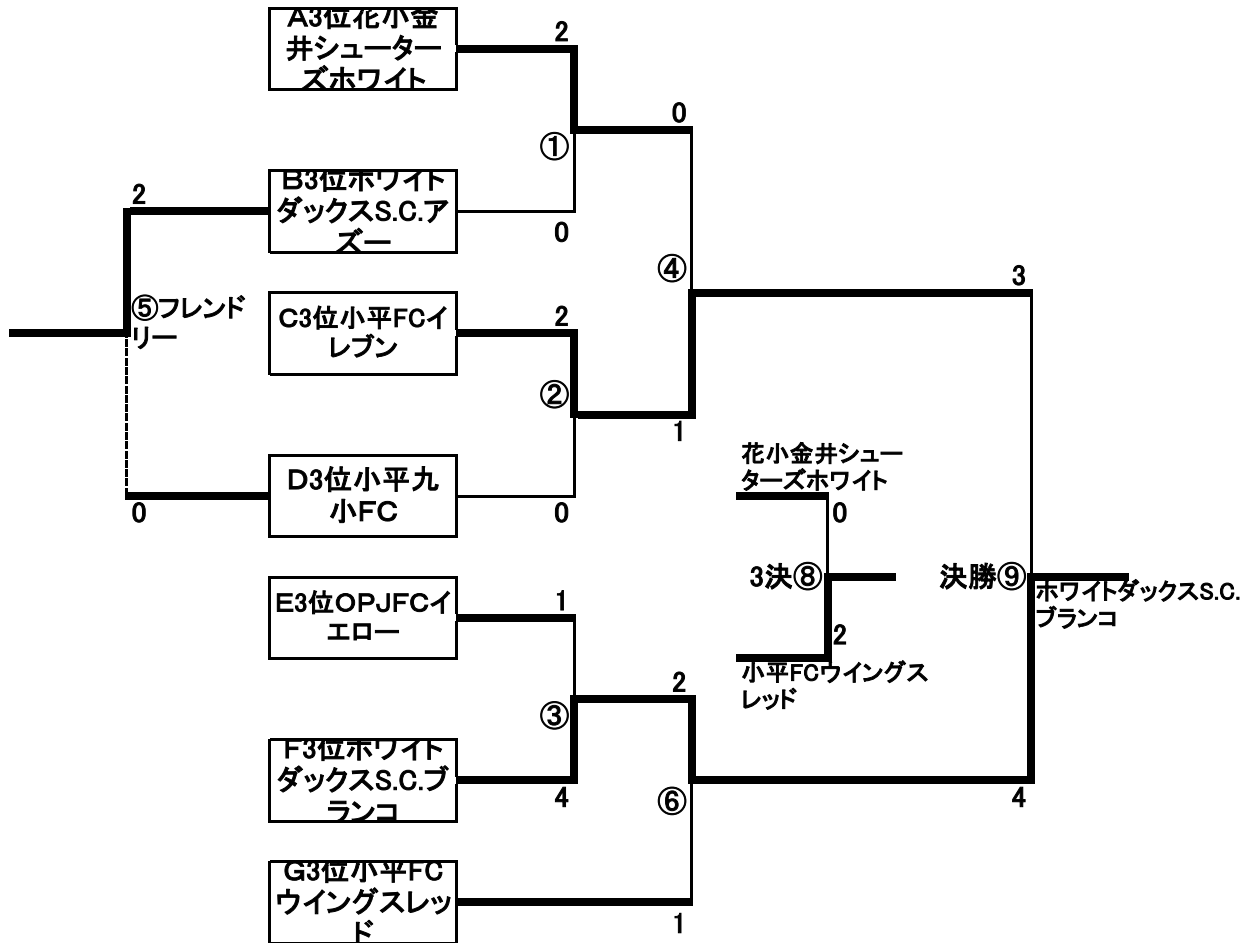 A3位花小金
井シューター
ズホワイト
2
0
①
B3位ホワイト
ダックスS.C.ア
ズー
2
0
④
3
⑤フレンド
リー
C3位小平FCイ
レブン
2
②
1
花小金井シュー
ターズホワイト
D3位小平九
小FC
0
0
0
3決⑧
決勝⑨
ホワイトダックスS.C.
ブランコ
E3位OPJFCイ
エロー
1
2
小平FCウイングス
レッド
2
③
F3位ホワイト
ダックスS.C.ブ
ランコ
4
⑥
4
G3位小平FC
ウイングスレッ
ド
1